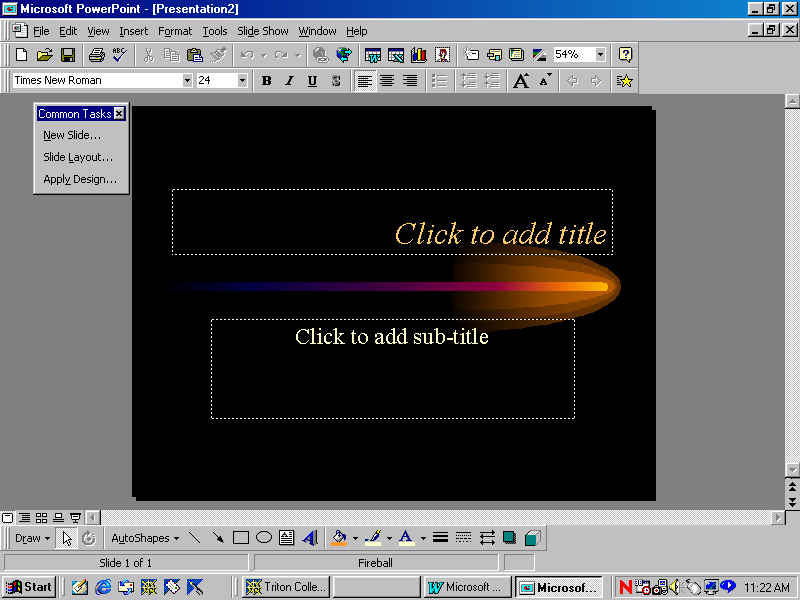 Microsoft PowerPoint - [Presentation2]
File Edit View Insert Format Tools Slide Show Window Help
ABC 54% ?
Times New Roman 24 B I U S A A
Common Tasks
New Slide...
Slide Layout...
Apply Design...
Click to add title
Click to add sub-title
Draw AutoShapes A A
Slide 1 of 1 Fireball
Start Triton Colle... Microsoft ... Microsof... N 11:22 AM